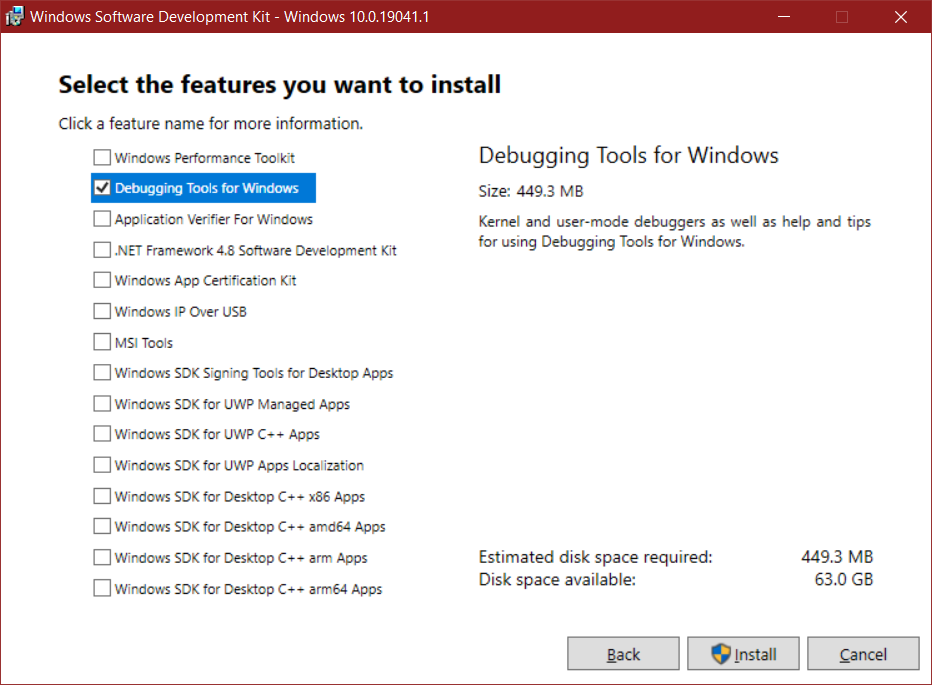 Windows Software Development Kit - Windows 10.0.19041.1
Select the features you want to install
Click a feature name for more information.
Windows Performance Toolkit
Debugging Tools for Windows
Application Verifier For Windows
.NET Framework 4.8 Software Development Kit
Windows App Certification Kit
Windows IP Over USB
MSI Tools
Windows SDK Signing Tools for Desktop Apps
Windows SDK for UWP Managed Apps
Windows SDK for UWP C++ Apps
Windows SDK for UWP Apps Localization
Windows SDK for Desktop C++ x86 Apps
Windows SDK for Desktop C++ amd64 Apps
Windows SDK for Desktop C++ arm Apps
Windows SDK for Desktop C++ arm64 Apps
Debugging Tools for Windows
Size: 449.3 MB
Kernel and user-mode debuggers as well as help and tips
for using Debugging Tools for Windows.
Estimated disk space required: 449.3 MB
Disk space available: 63.0 GB
Back
Install
Cancel